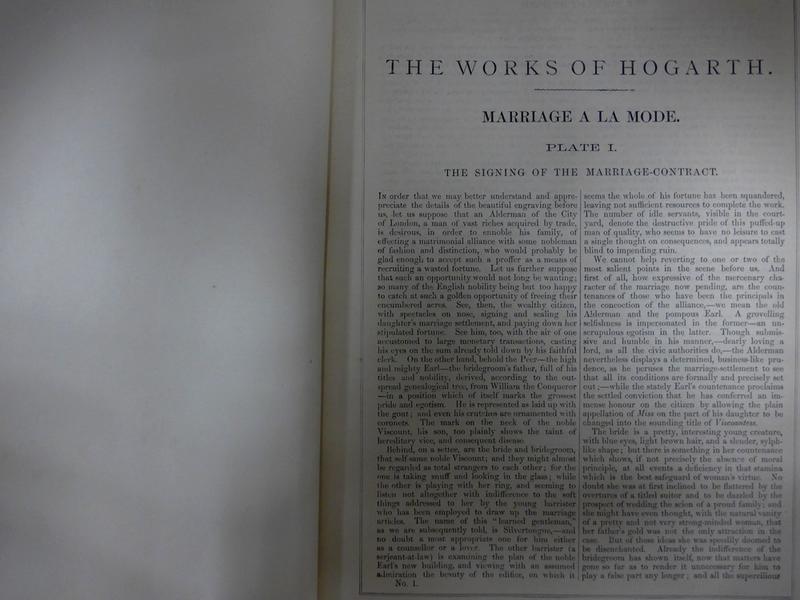 THE WORKS OF HOGARTH.
MARRIAGE A LA MODE.
PLATE I.
THE SIGNING OF THE MARRIAGE-CONTRACT.
In order that we may better understand and appre-
preciate the details of the beautiful engraving before
us, let us suppose that an Alderman of the City
of London, a man of vast riches acquired by trade,
is desirous, in order to ennoble his family, of
effecting a matrimonial alliance with some nobleman
of fashion and distinction, who would probably be
glad enough to accept such a proffer as a means of
recruiting a wasted fortune. Let us further suppose
that such an opportunity would not long be wanting;
so many of the English nobility being but too happy
to catch at such a golden opportunity of freeing their
encumbered acres. See, then, the wealthy citizen,
with spectacles on nose, signing and sealing his
daughter's marriage settlement, and paying down her
stipulated fortune. See him, too, with the air of one
accustomed to large monetary transactions, casting
his eyes on the sum already told down by his faithful
clerk. On the other hand, behold the Peer—the high
and mighty Earl—the bridegroom's father, full of his
titles and nobility, derived, according to the out-
spread genealogical tree, from William the Conqueror
—in a position which of itself marks the grossest
pride and egotism. He is represented as laid up with
the gout; and even his crutches are ornamented with
coronets. The mark on the neck of the noble
Viscount, his son, too plainly shows the taint of
hereditary vice, and consequent disease.
Behind, on a settee, are the bride and bridegroom,
that self-same noble Viscount; and they might almost
be regarded as total strangers to each other; for the
one is taking snuff and looking in the glass; while
the other is playing with her ring, and seeming to
listen not altogether with indifference to the soft
things addressed to her by the young barrister
who has been employed to draw up the marriage
articles. The name of this "learned gentleman,"
as we are subsequently told, is Silvertongue,—and
no doubt a most appropriate one for him either
as a counsellor or a lover. The other barrister (a
serjeant-at-law) is examining the plan of the noble
Earl's new building, and viewing with an assumed
admiration the beauty of the edifice, on which it
No. 1.
seems the whole of his fortune has been squandered,
leaving not sufficient resources to complete the work.
The number of idle servants, visible in the court-
yard, denote the destructive pride of this puffed-up
man of quality, who seems to have no leisure to cast
a single thought on consequences, and appears totally
blind to impending ruin.
We cannot help reverting to one or two of the
most salient points in the scene before us. And
first of all, how expressive of the mercenary cha-
racter of the marriage now pending, are the coun-
tenances of those who have been the principals in
the concoction of the alliance,—we mean the old
Alderman and the pompous Earl. A grovelling
selfishness is impersonated in the former—an un-
scrupulous egotism in the latter. Though submis-
sive and humble in his manner,—dearly loving a
lord, as all the civic authorities do,—the Alderman
nevertheless displays a determined, business-like pru-
dence, as he peruses the marriage-settlement to see
that all its conditions are formally and precisely set
out;—while the stately Earl's countenance proclaims
the settled conviction that he has conferred an im-
mense honour on the citizen by allowing the plain
appellation of Miss on the part of his daughter to be
changed into the sounding title of Viscountess.
The bride is a pretty, interesting young creature,
with blue eyes, light brown hair, and a slender, sylph-
like shape; but there is something in her countenance
which shows, if not precisely the absence of moral
principle, at all events a deficiency in that stamina
which is the best safeguard of woman's virtue. No
doubt she was at first inclined to be flattered by the
overtures of a titled suitor and to be dazzled by the
prospect of wedding the scion of a proud family; and
she might have even thought, with the natural vanity
of a pretty and not very strong-minded woman, that
her father's gold was not the only attraction in the
case. But of these ideas she was speedily doomed to
be disenchanted. Already the indifference of the
bridegroom has shown itself, now that matters have
gone so far as to render it unnecessary for him to
play a false part any longer; and all the supercilious